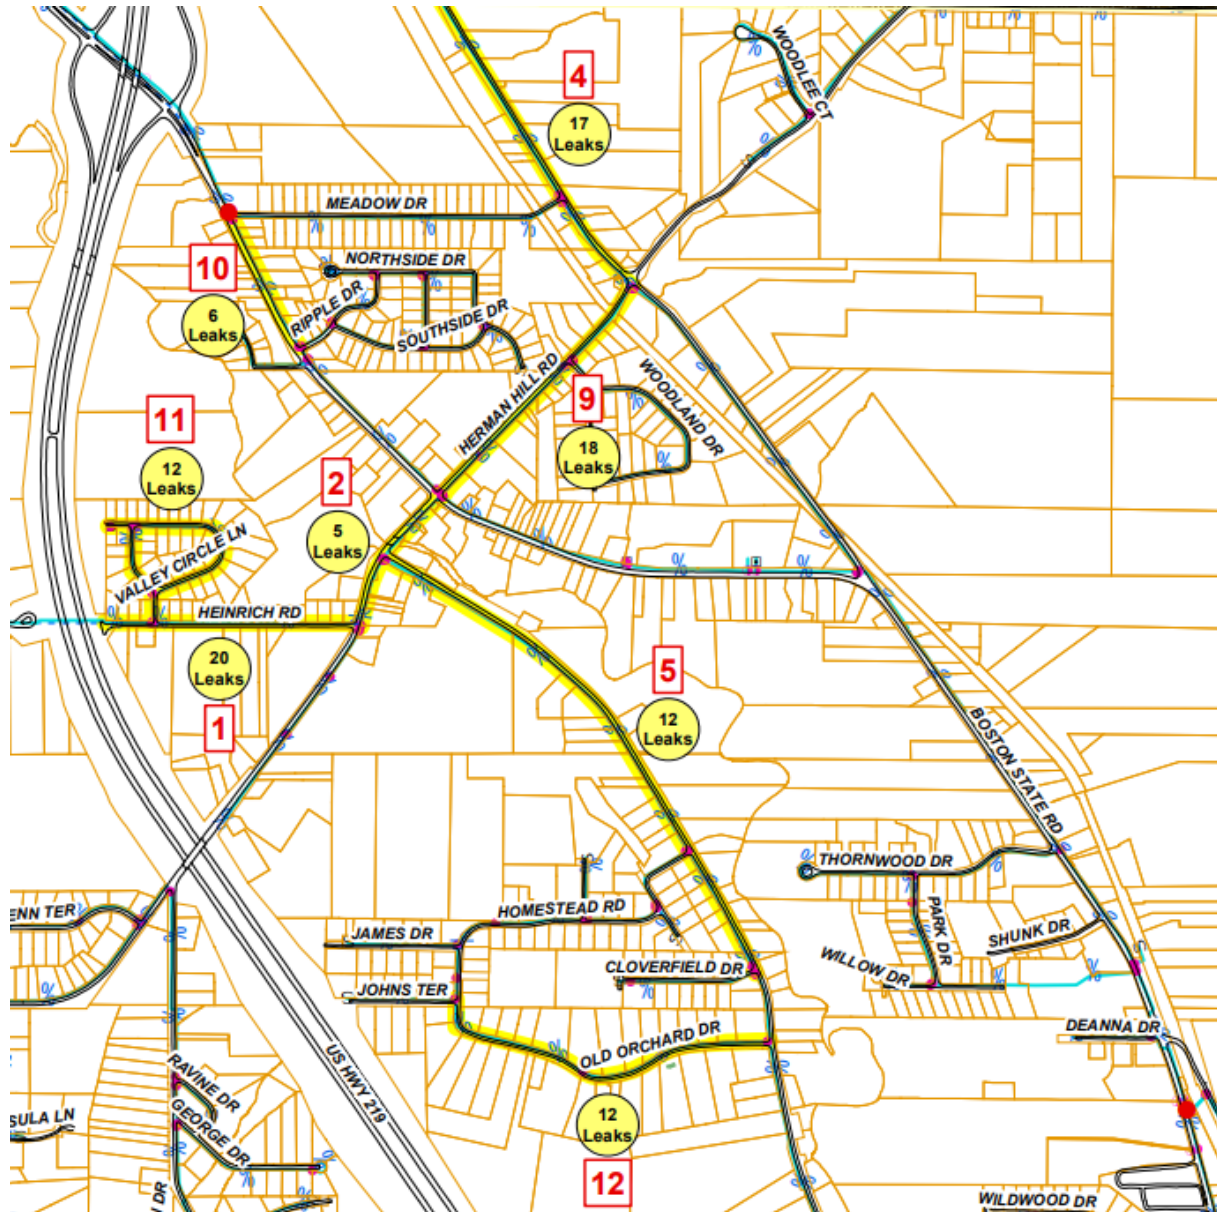 WOODLEE CT
4
17
Leaks
MEADOW DR
10
NORTHSIDE DR
6
Leaks
RIPPLE DR
SOUTHSIDE DR
HERMAN HILL RD
WOODLAND DR
9
18
Leaks
11
12
Leaks
2
5
Leaks
VALLEY CIRCLE LN
HEINRICH RD
20
Leaks
1
5
12
Leaks
BOSTON STATE RD
THORNWOOD DR
PARK DR
SHUNK DR
WILLOW DR
ENN TER
HOMESTEAD RD
JAMES DR
CLOVERFIELD DR
JOHNS TER
OLD ORCHARD DR
DEANNA DR
US HWY 219
RAVINE DR
GEORGE DR
SULA LN
12
Leaks
12
DR
WILDWOOD DR